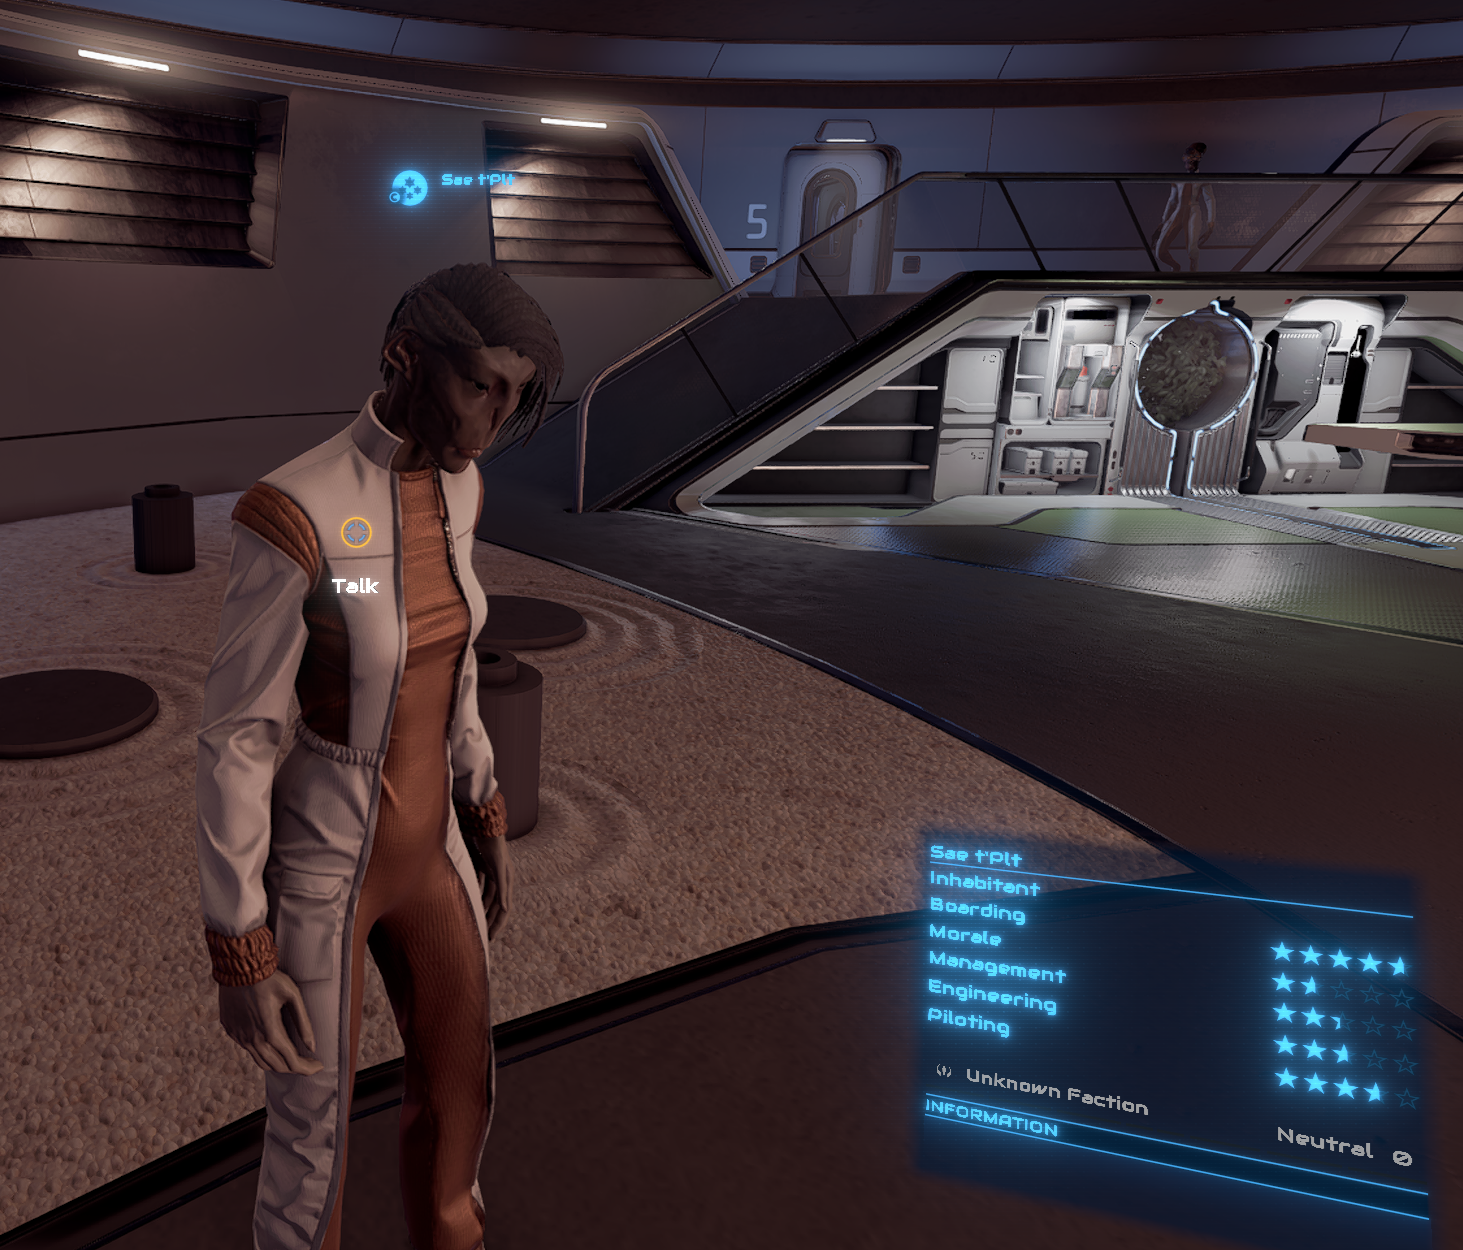 Sae t'Plt
5
Talk
Sae t'Plt
Inhabitant
Boarding
Morale
Management
Engineering
Piloting
Unknown Faction
Neutral 0
INFORMATION